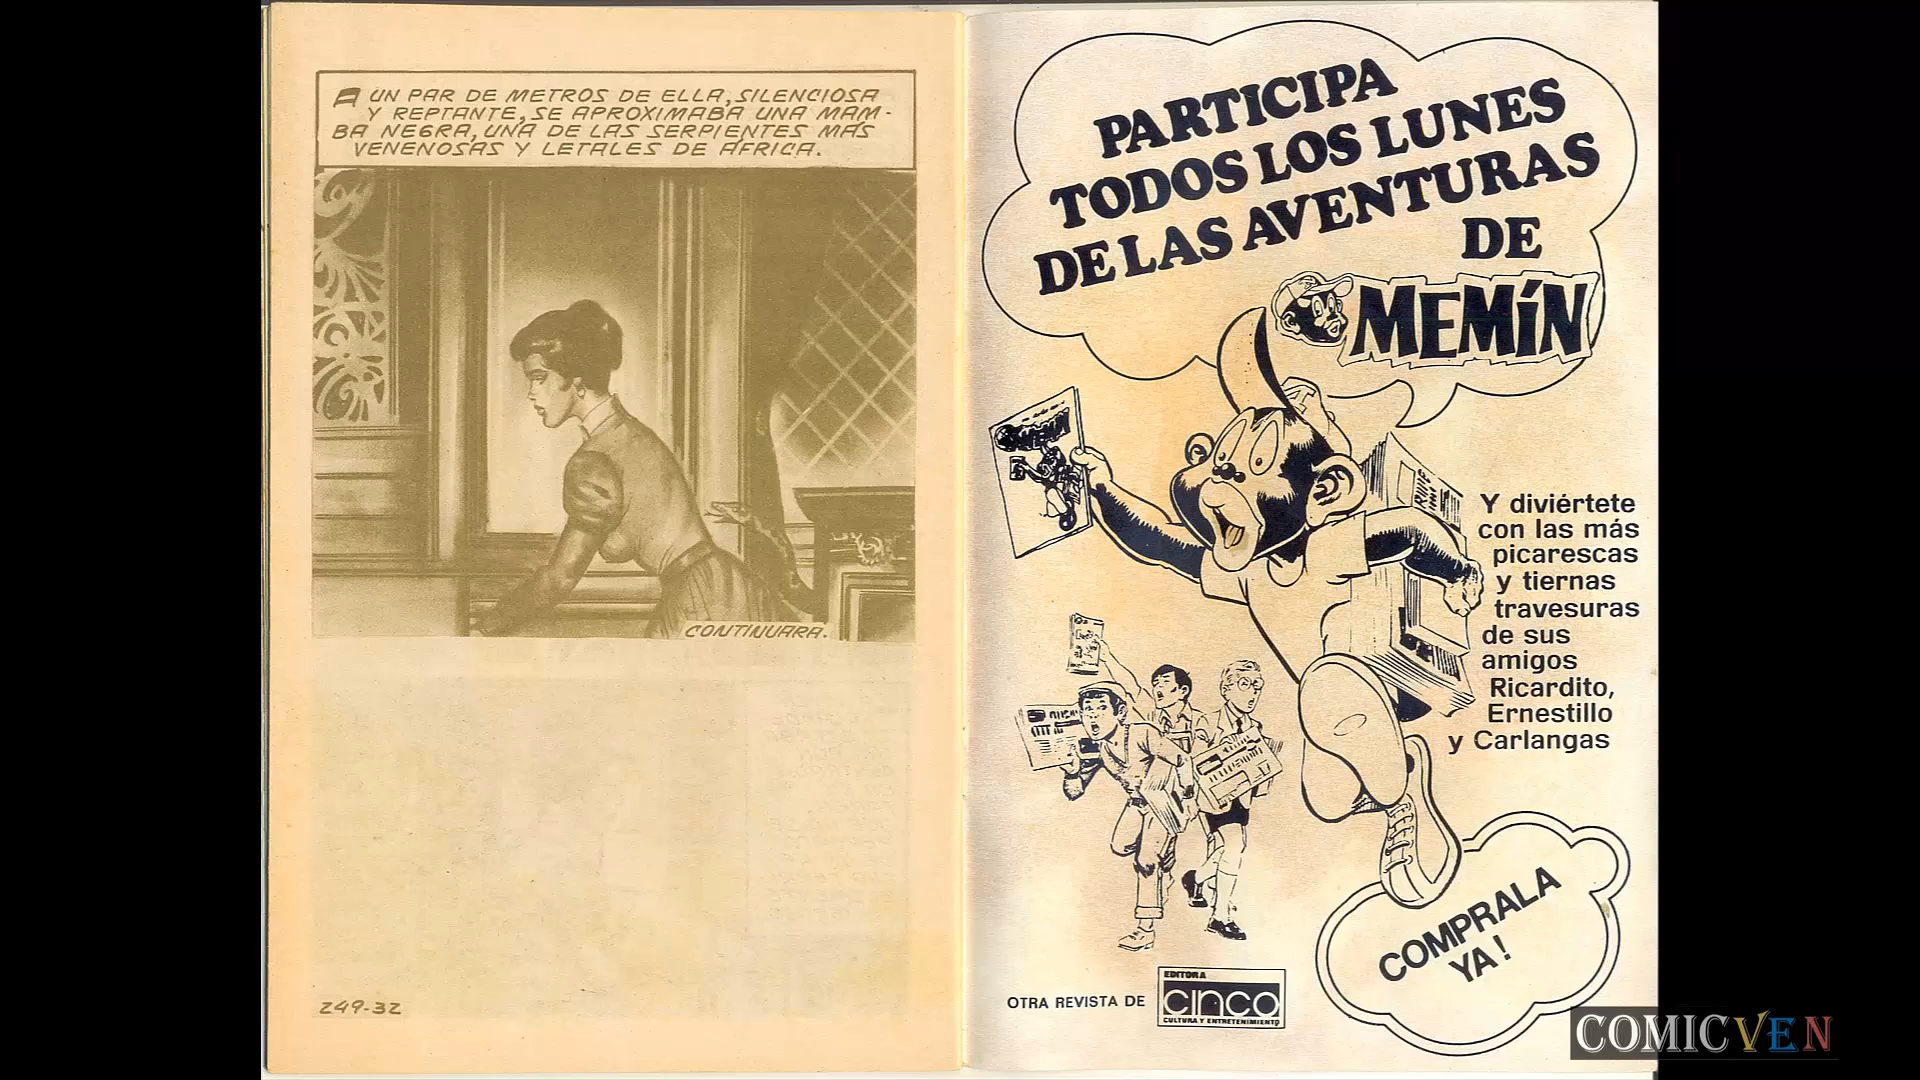 A UN PAR DE METROS DE ELLA, SILENCIOSA
Y REPTANTE, SE APROXIMABA UNA MAM-
BA NEGRA, UNA DE LAS SERPIENTES MÁS
VENENOSAS Y LETALES DE ÁFRICA.
CONTINUARA.
249-32
PARTICIPA
TODOS LOS LUNES
DE LAS AVENTURAS
DE
MEMÍN
Y diviértete
con las más
picarescas
y tiernas
travesuras
de sus
amigos
Ricardito,
Ernestillo
y Carlangas
COMPRALA
YA!
OTRA REVISTA DE
EDITORA
cinco
CULTURA Y ENTRETENIMIENTO
COMICVEN